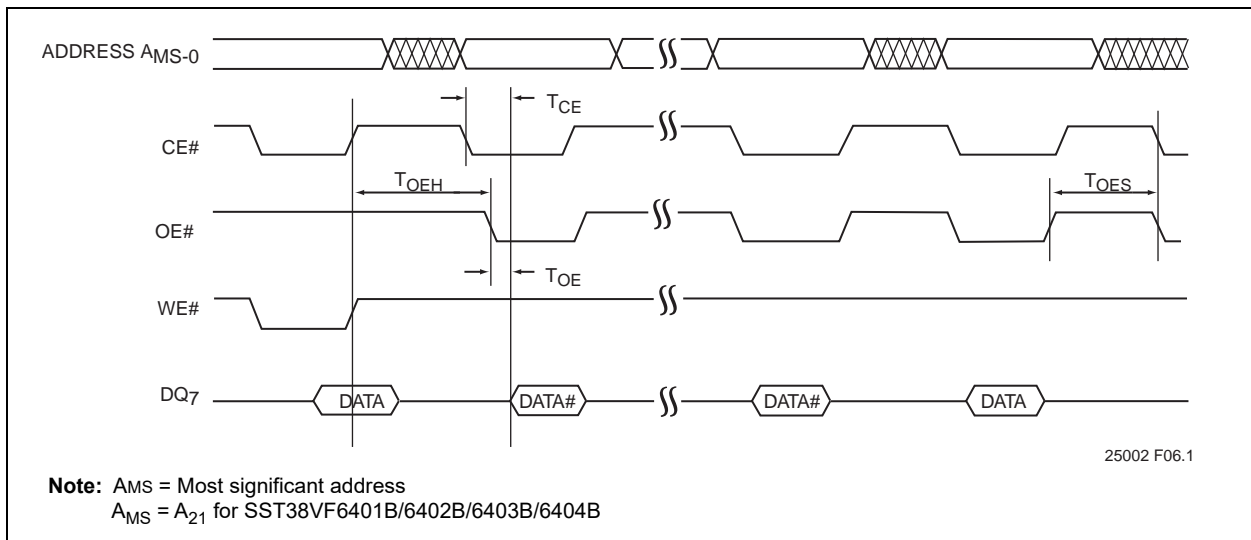 ADDRESS AMS-0
TCE
CE#
TOEH
TOES
OE#
TOE
WE#
DQ7
DATA
DATA#
DATA#
DATA
25002 F06.1
Note: AMS = Most significant address
AMS = A21 for SST38VF6401B/6402B/6403B/6404B